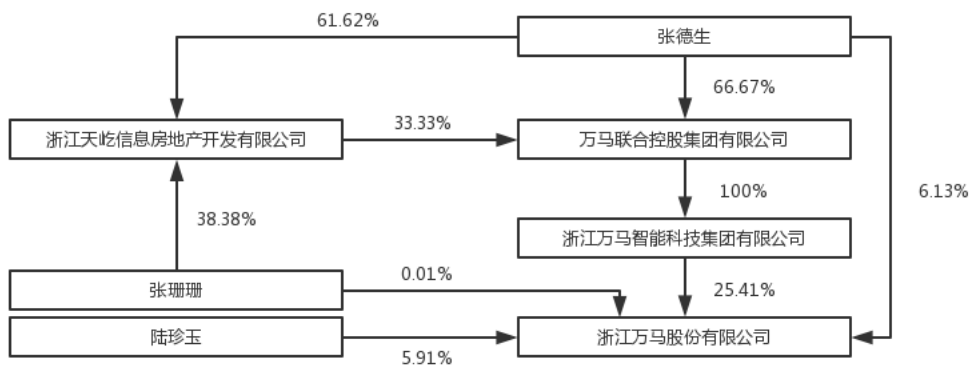 61.62%
张德生
66.67%
浙江天屹信息房地产开发有限公司
33.33%
万马联合控股集团有限公司
100%
6.13%
38.38%
浙江万马智能科技集团有限公司
0.01%
25.41%
张珊珊
陆珍玉
浙江万马股份有限公司
5.91%